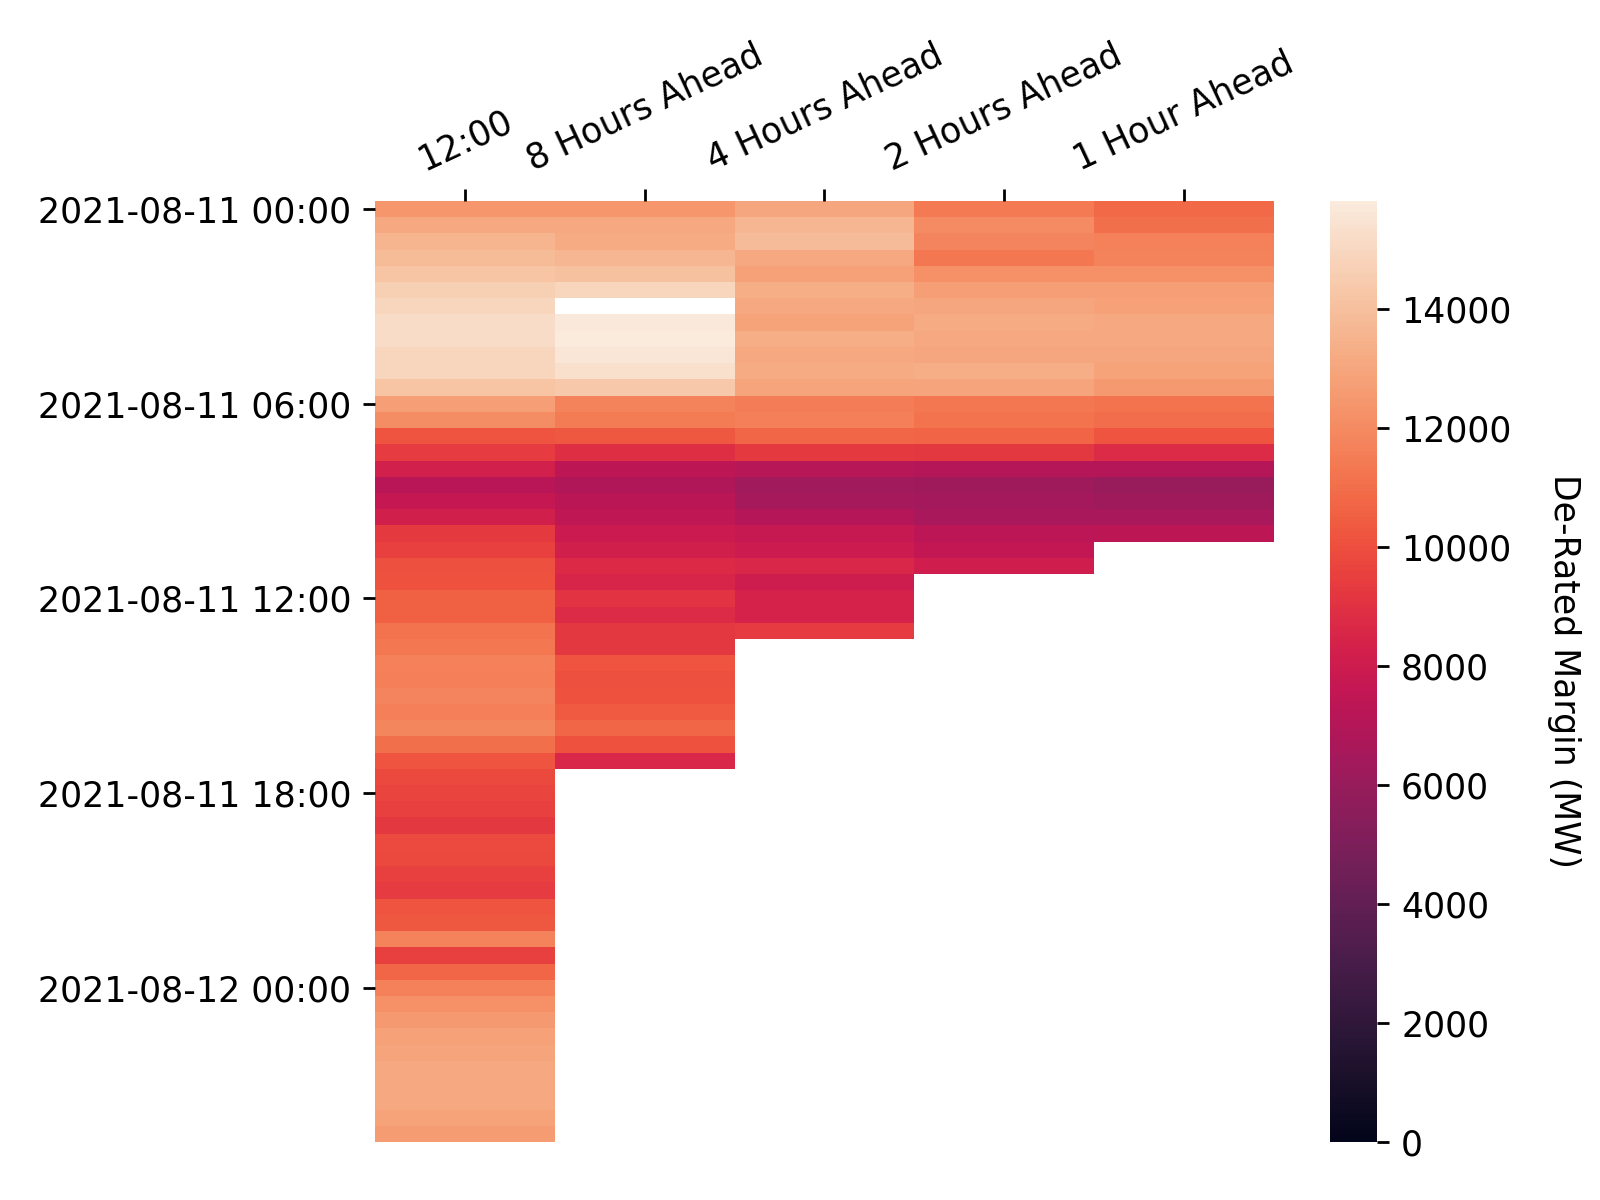 12:00
8 Hours Ahead
4 Hours Ahead
2 Hours Ahead
1 Hour Ahead
2021-08-11 00:00
2021-08-11 06:00
2021-08-11 12:00
2021-08-11 18:00
2021-08-12 00:00
14000
12000
10000
8000
6000
4000
2000
0
De-Rated Margin (MW)